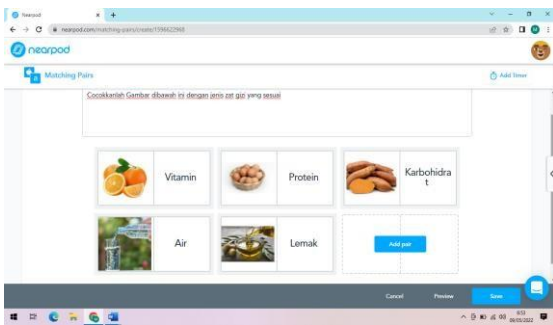 Nearpod
nearpod.com/matching-pairs/create/1596622968
nearpod
Matching Pairs
Add timer
Cocokkanlah Gambar dibawah ini dengan jenis zat gizi yang sesuai
Vitamin
Protein
Karbohidra
t
Air
Lemak
Add pair
Cancel
Preview
Save